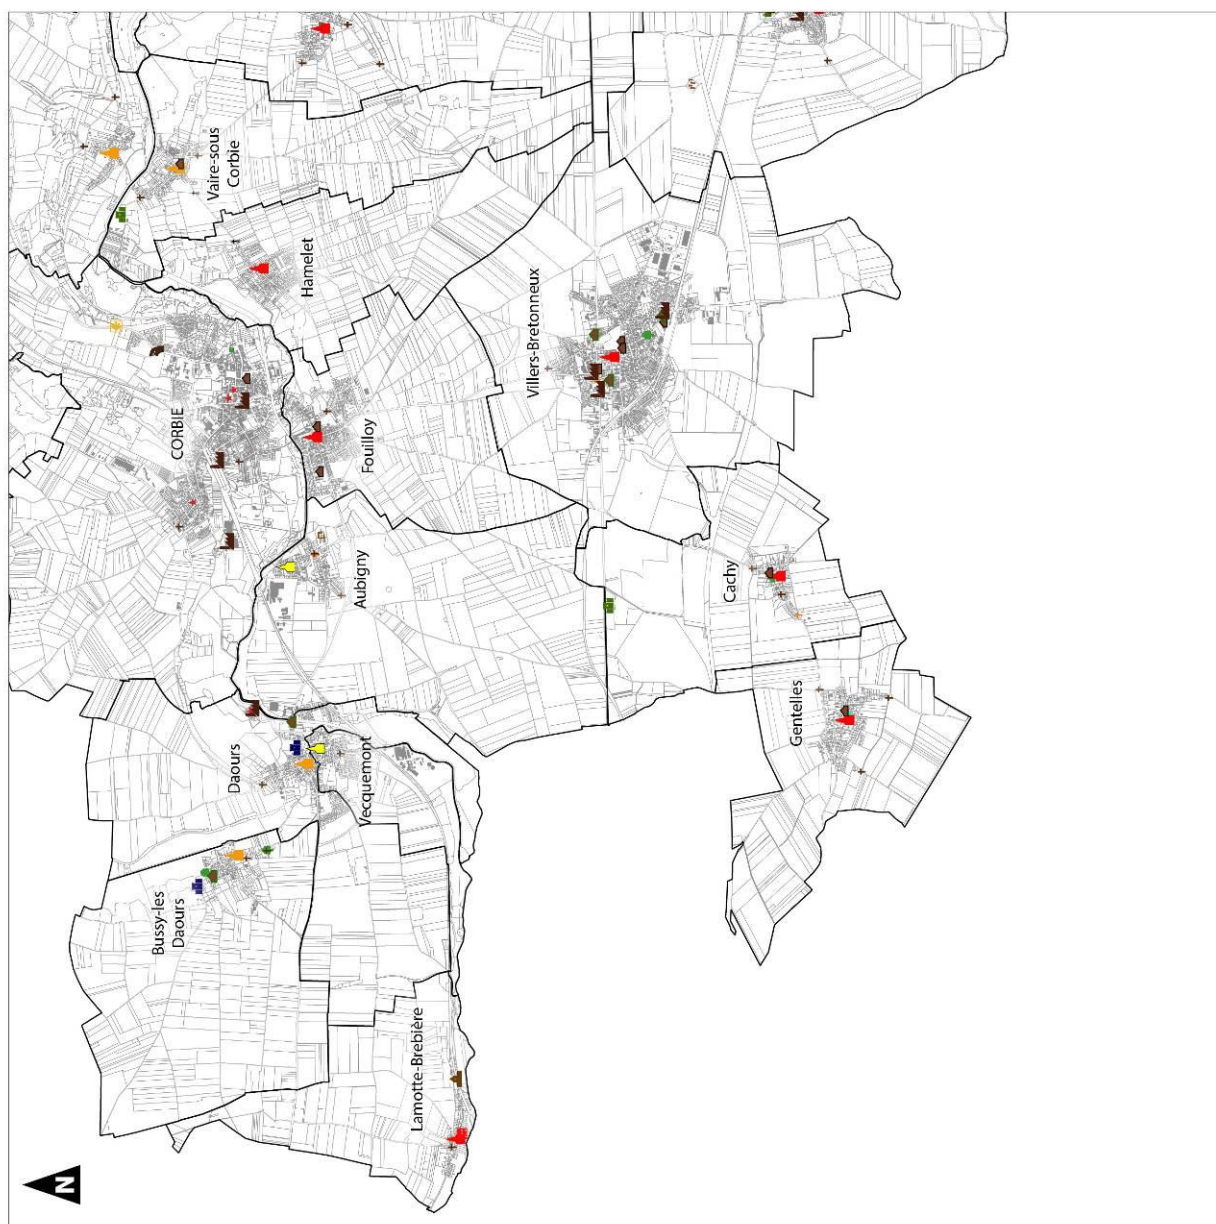 N
Bussy-les
Daours
CORBIE
Vaire-sous
Corbie
Daours
Hamelet
Vecquemont
Aubigny
Fouilloy
Lamotte-Brebière
Villers-Bretonneux
Cachy
Gentelles